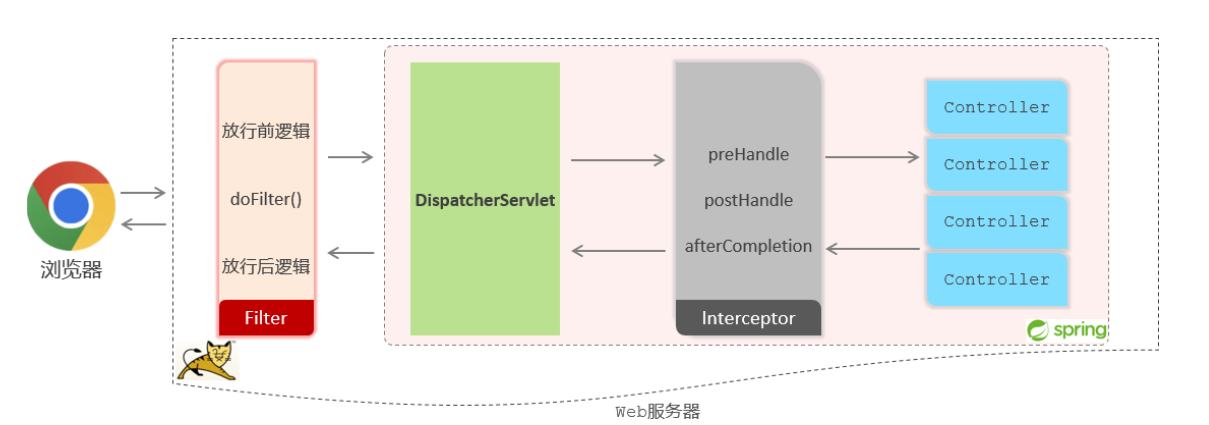 浏览器
放行前逻辑
doFilter()
放行后逻辑
Filter
DispatcherServlet
preHandle
postHandle
afterCompletion
Interceptor
Controller
Controller
Controller
Controller
spring
Web服务器